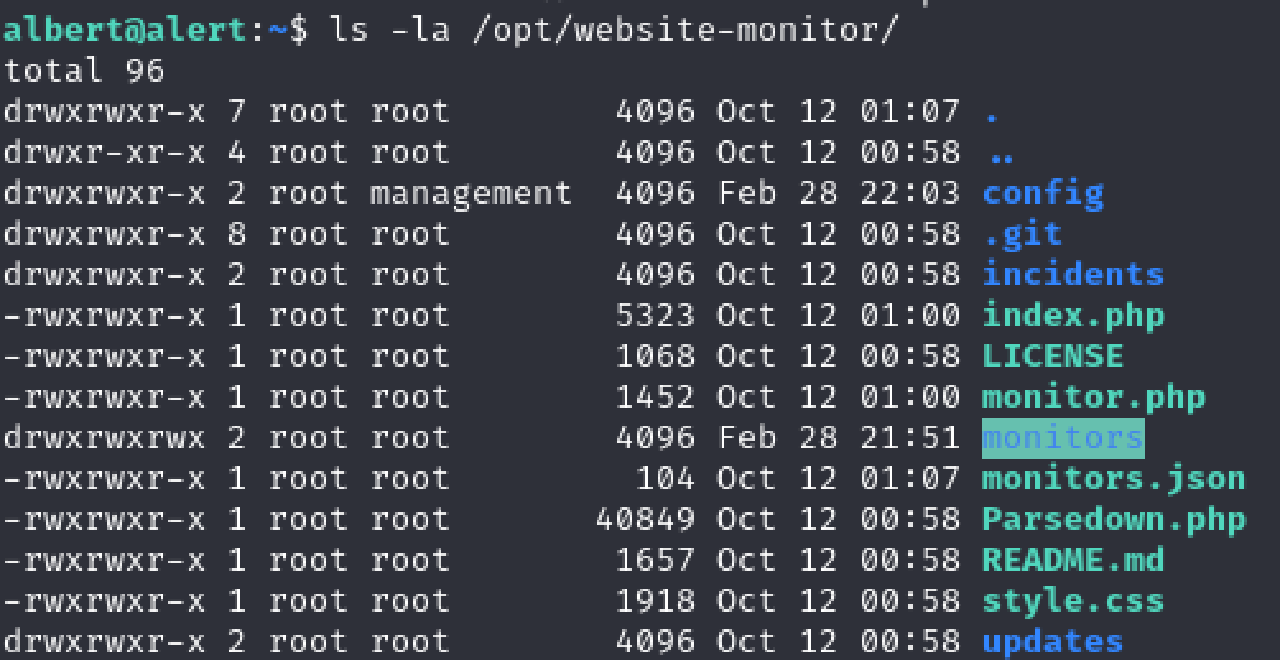 albert@alert:~$ ls -la /opt/website-monitor/
total 96
drwxrwxr-x 7 root root        4096 Oct 12 01:07 .
drwxr-xr-x 4 root root        4096 Oct 12 00:58 ..
drwxrwxr-x 2 root management  4096 Feb 28 22:03 config
drwxrwxr-x 8 root root        4096 Oct 12 00:58 .git
drwxrwxr-x 2 root root        4096 Oct 12 00:58 incidents
-rwxrwxr-x 1 root root        5323 Oct 12 01:00 index.php
-rwxrwxr-x 1 root root        1068 Oct 12 00:58 LICENSE
-rwxrwxr-x 1 root root        1452 Oct 12 01:00 monitor.php
drwxrwxrwx 2 root root        4096 Feb 28 21:51 monitors
-rwxrwxr-x 1 root root         104 Oct 12 01:07 monitors.json
-rwxrwxr-x 1 root root       40849 Oct 12 00:58 Parsedown.php
-rwxrwxr-x 1 root root        1657 Oct 12 00:58 README.md
-rwxrwxr-x 1 root root        1918 Oct 12 00:58 style.css
drwxrwxr-x 2 root root        4096 Oct 12 00:58 updates